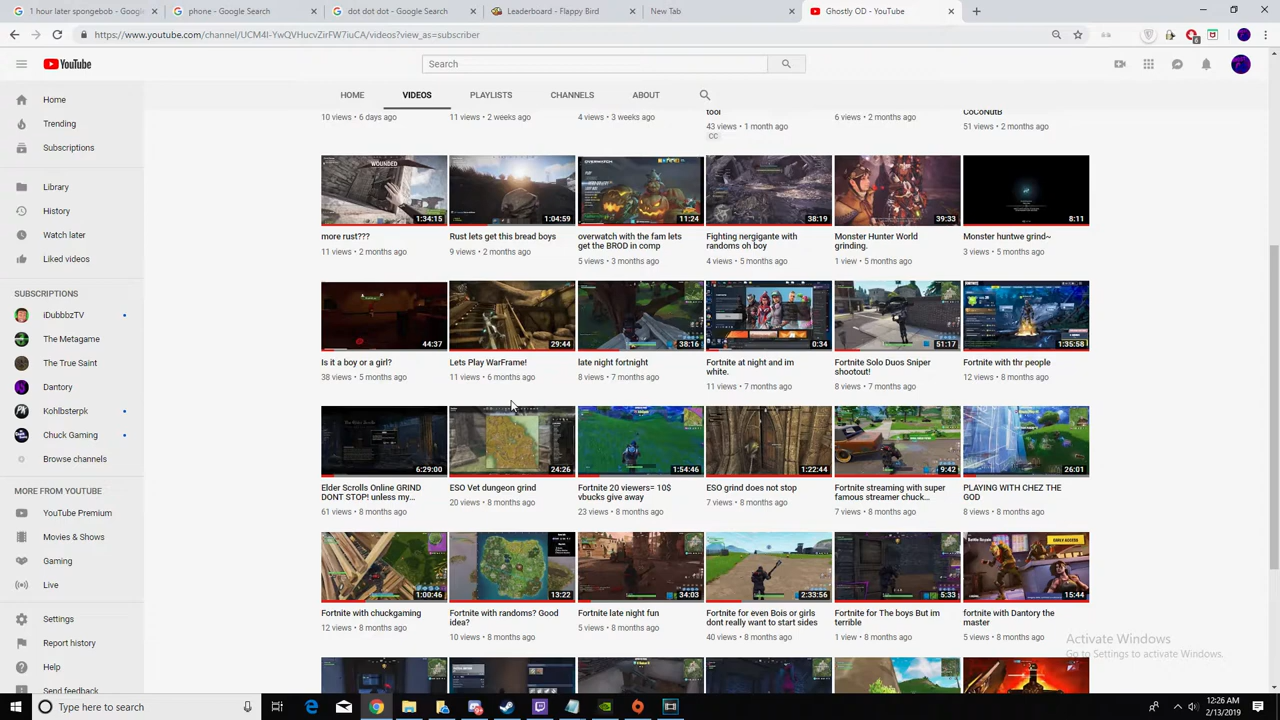 1 hour later spongebob - Goog
phone - Google Search
dot dot dot - Google Search
Leaderboard - Flappy Bird
New Tab
Ghostly OD. - YouTube
https://www.youtube.com/channel/UCM4I-YwQVHucvZirFW7iuCA/videos?view_as=subscriber
YouTube
Search
HOME
VIDEOS
PLAYLISTS
CHANNELS
ABOUT
Home
Trending
Subscriptions
Library
History
Watch later
Liked videos
SUBSCRIPTIONS
iDubbbzTV
The Metagame
The True Saint
Dantory
Kohlbsterpk
Chuck Gaming
Browse channels
MORE FROM YOUTUBE
YouTube Premium
Movies & Shows
Gaming
Live
Settings
Report history
Help
Send feedback
10 views • 6 days ago
11 views • 2 weeks ago
4 views • 3 weeks ago
tool
43 views • 1 month ago
CC
6 views • 2 months ago
CoCoNutB
51 views • 2 months ago
WOUNDED
1:34:15
more rust???
11 views • 2 months ago
1:04:59
Rust lets get this bread boys
9 views • 2 months ago
OVERWATCH
PLAY
11:24
overwatch with the fam lets
get the BROD in comp
5 views • 3 months ago
38:19
Fighting nergigante with
randoms oh boy
4 views • 5 months ago
39:33
Monster Hunter World
grinding.
1 view • 5 months ago
8:11
Monster huntwe grind~
3 views • 5 months ago
44:37
Is it a boy or a girl?
38 views • 5 months ago
29:44
Lets Play WarFrame!
11 views • 6 months ago
38:16
late night fortnight
8 views • 7 months ago
0:34
Fortnite at night and im
white.
11 views • 7 months ago
51:17
Fortnite Solo Duos Sniper
shootout!
8 views • 7 months ago
1:35:58
Fortnite with thr people
12 views • 8 months ago
6:29:00
Elder Scrolls Online GRIND
DONT STOP! unless my...
61 views • 8 months ago
24:26
ESO Vet dungeon grind
20 views • 8 months ago
1:54:46
Fortnite 20 viewers= 10$
vbucks give away
23 views • 8 months ago
1:22:44
ESO grind does not stop
7 views • 8 months ago
9:42
Fortnite streaming with super
famous streamer chuck...
7 views • 8 months ago
26:01
PLAYING WITH CHEZ THE
GOD
8 views • 8 months ago
1:00:46
Fortnite with chuckgaming
12 views • 8 months ago
13:22
Fortnite with randoms? Good
idea?
10 views • 8 months ago
34:03
Fortnite late night fun
5 views • 8 months ago
2:33:56
Fortnite for even Bois or girls
dont really want to start sides
40 views • 8 months ago
5:33
Fortnite for The boys But im
terrible
1 view • 8 months ago
EARLY ACCESS
15:44
fortnite with Dantory the
master
5 views • 8 months ago
Activate Windows
Go to Settings to activate Windows.
Type here to search
12:26 AM
2/13/2019